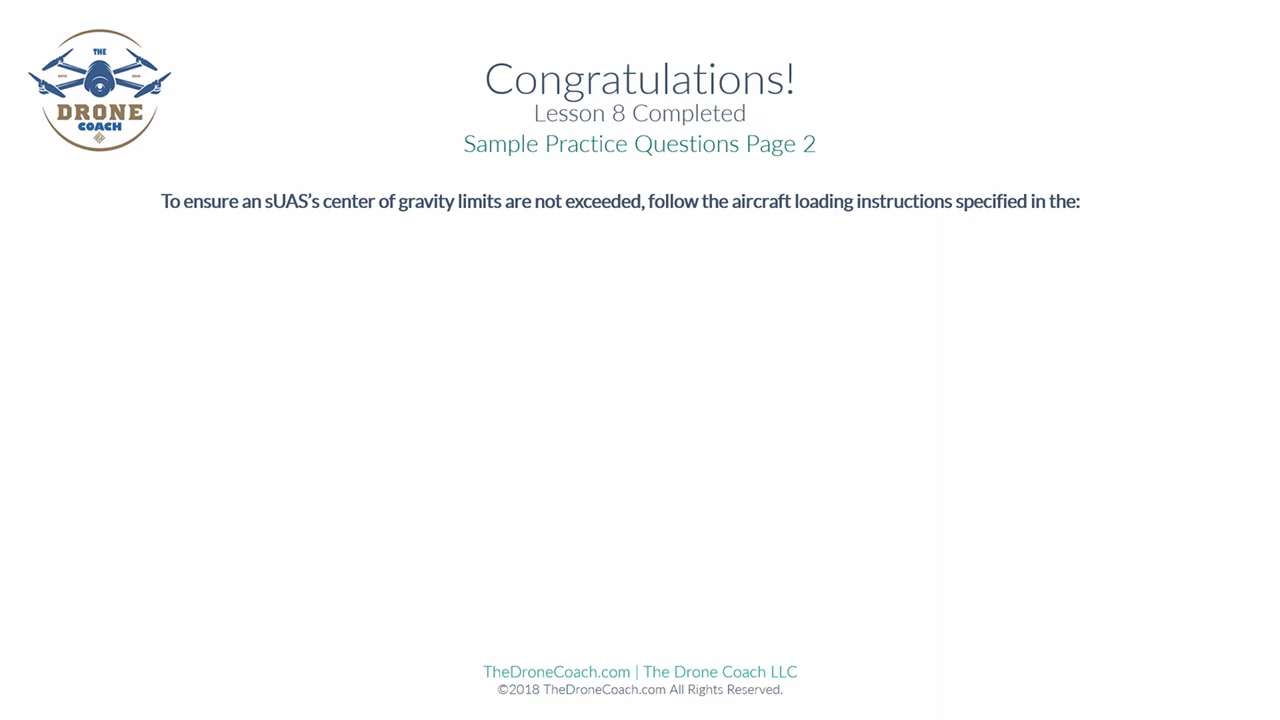 THE
DRONE
COACH
Congratulations!
Lesson 8 Completed
Sample Practice Questions Page 2
To ensure an sUAS’s center of gravity limits are not exceeded, follow the aircraft loading instructions specified in the:
TheDroneCoach.com | The Drone Coach LLC
©2018 TheDroneCoach.com All Rights Reserved.